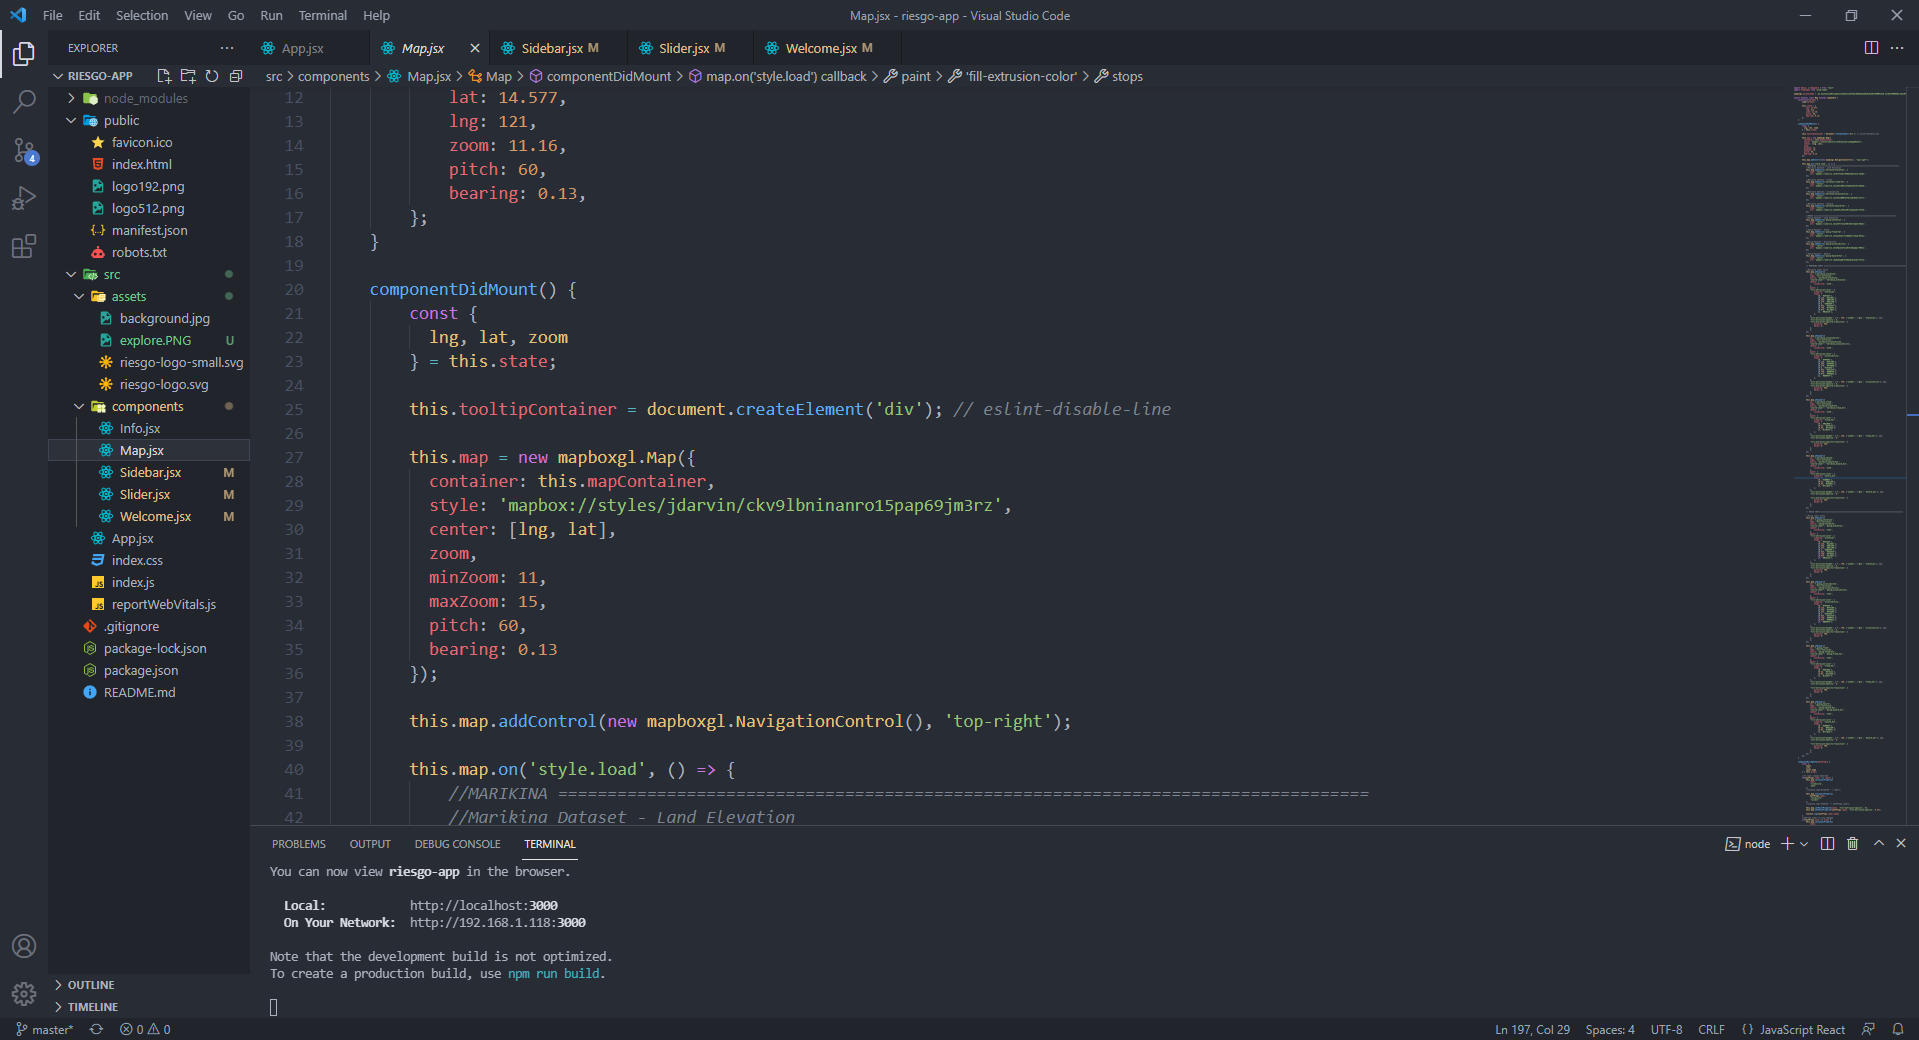 File Edit Selection View Go Run Terminal Help
Map.jsx - riesgo-app - Visual Studio Code
EXPLORER
App.jsx
Map.jsx
Sidebar.jsx M
Slider.jsx M
Welcome.jsx M
RIESGO-APP
src > components > Map.jsx > Map > componentDidMount > map.on('style.load') callback > paint > 'fill-extrusion-color' > stops
node_modules
public
favicon.ico
index.html
logo192.png
logo512.png
manifest.json
robots.txt
src
assets
background.jpg
explore.PNG U
riesgo-logo-small.svg
riesgo-logo.svg
components
Info.jsx
Map.jsx
Sidebar.jsx M
Slider.jsx M
Welcome.jsx M
App.jsx
index.css
index.js
reportWebVitals.js
.gitignore
package-lock.json
package.json
README.md
OUTLINE
TIMELINE
4
12 lat: 14.577,
13 lng: 121,
14 zoom: 11.16,
15 pitch: 60,
16 bearing: 0.13,
17 };
18 }
19
20 componentDidMount() {
21 const {
22 lng, lat, zoom
23 } = this.state;
24
25 this.tooltipContainer = document.createElement('div'); // eslint-disable-line
26
27 this.map = new mapboxgl.Map({
28 container: this.mapContainer,
29 style: 'mapbox://styles/jdarvin/ckv9lbninanro15pap69jm3rz',
30 center: [lng, lat],
31 zoom,
32 minZoom: 11,
33 maxZoom: 15,
34 pitch: 60,
35 bearing: 0.13
36 });
37
38 this.map.addControl(new mapboxgl.NavigationControl(), 'top-right');
39
40 this.map.on('style.load', () => {
41 //MARIKINA ==================================================================================
42 //Marikina Dataset - Land Elevation
PROBLEMS OUTPUT DEBUG CONSOLE TERMINAL
node
You can now view riesgo-app in the browser.
Local: http://localhost:3000
On Your Network: http://192.168.1.118:3000
Note that the development build is not optimized.
To create a production build, use npm run build.
master* 0 0
Ln 197, Col 29 Spaces: 4 UTF-8 CRLF {} JavaScript React